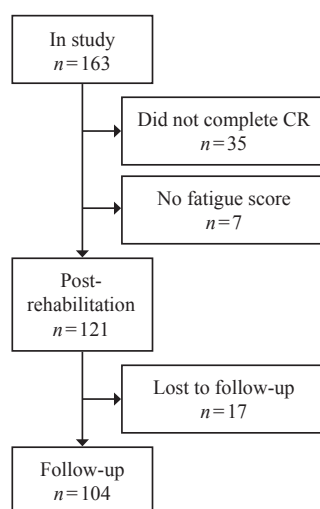 In study
n=163
Did not complete CR
n=35
No fatigue score
n=7
Post-
rehabilitation
n=121
Lost to follow-up
n=17
Follow-up
n=104